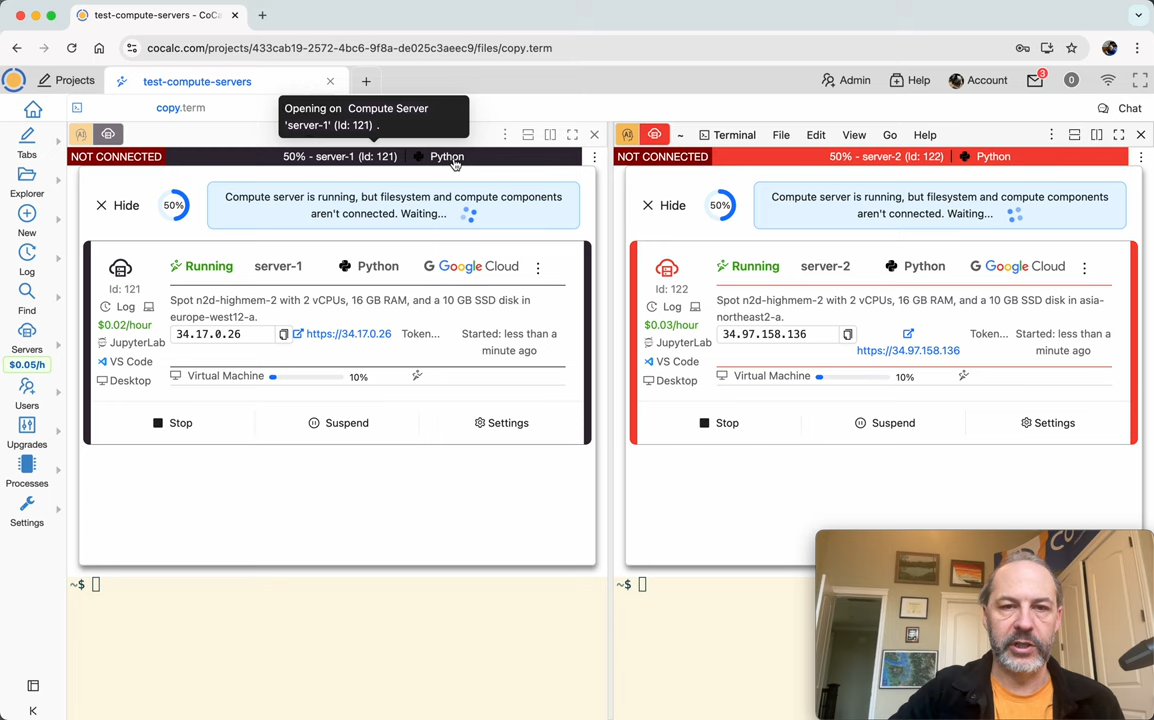 test-compute-servers - CoCa
cocalc.com/projects/433cab19-2572-4bc6-9f8a-de025c3aeec9/files/copy.term
Projects
test-compute-servers
Admin
Help
Account
3
0
copy.term
Chat
Opening on Compute Server
'server-1' (Id: 121) .
Tabs
Explorer
New
Log
Find
Servers
$0.05/h
Users
Upgrades
Processes
Settings
NOT CONNECTED
50% - server-1 (Id: 121)
Python
Hide
50%
Compute server is running, but filesystem and compute components
aren't connected. Waiting...
Id: 121
Log
$0.02/hour
JupyterLab
VS Code
Desktop
Running
server-1
Python
Google Cloud
Spot n2d-highmem-2 with 2 vCPUs, 16 GB RAM, and a 10 GB SSD disk in
europe-west12-a.
34.17.0.26
https://34.17.0.26
Token...
Started: less than a
minute ago
Virtual Machine
10%
Stop
Suspend
Settings
~$
AI
~
Terminal
File
Edit
View
Go
Help
NOT CONNECTED
50% - server-2 (Id: 122)
Python
Hide
50%
Compute server is running, but filesystem and compute components
aren't connected. Waiting...
Id: 122
Log
$0.03/hour
JupyterLab
VS Code
Desktop
Running
server-2
Python
Google Cloud
Spot n2d-highmem-2 with 2 vCPUs, 16 GB RAM, and a 10 GB SSD disk in asia-
northeast2-a.
34.97.158.136
https://34.97.158.136
Token...
Started: less than a
minute ago
Virtual Machine
10%
Stop
Suspend
Settings
~$